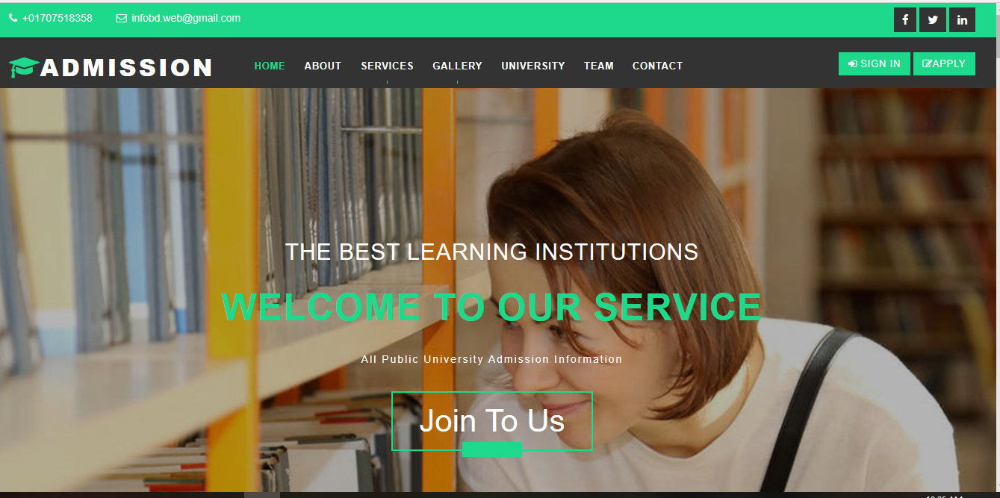 +01707518358 infobd.web@gmail.com
ADMISSION HOME ABOUT SERVICES GALLERY UNIVERSITY TEAM CONTACT SIGN IN APPLY
THE BEST LEARNING INSTITUTIONS
WELCOME TO OUR SERVICE
All Public University Admission Information
Join To Us